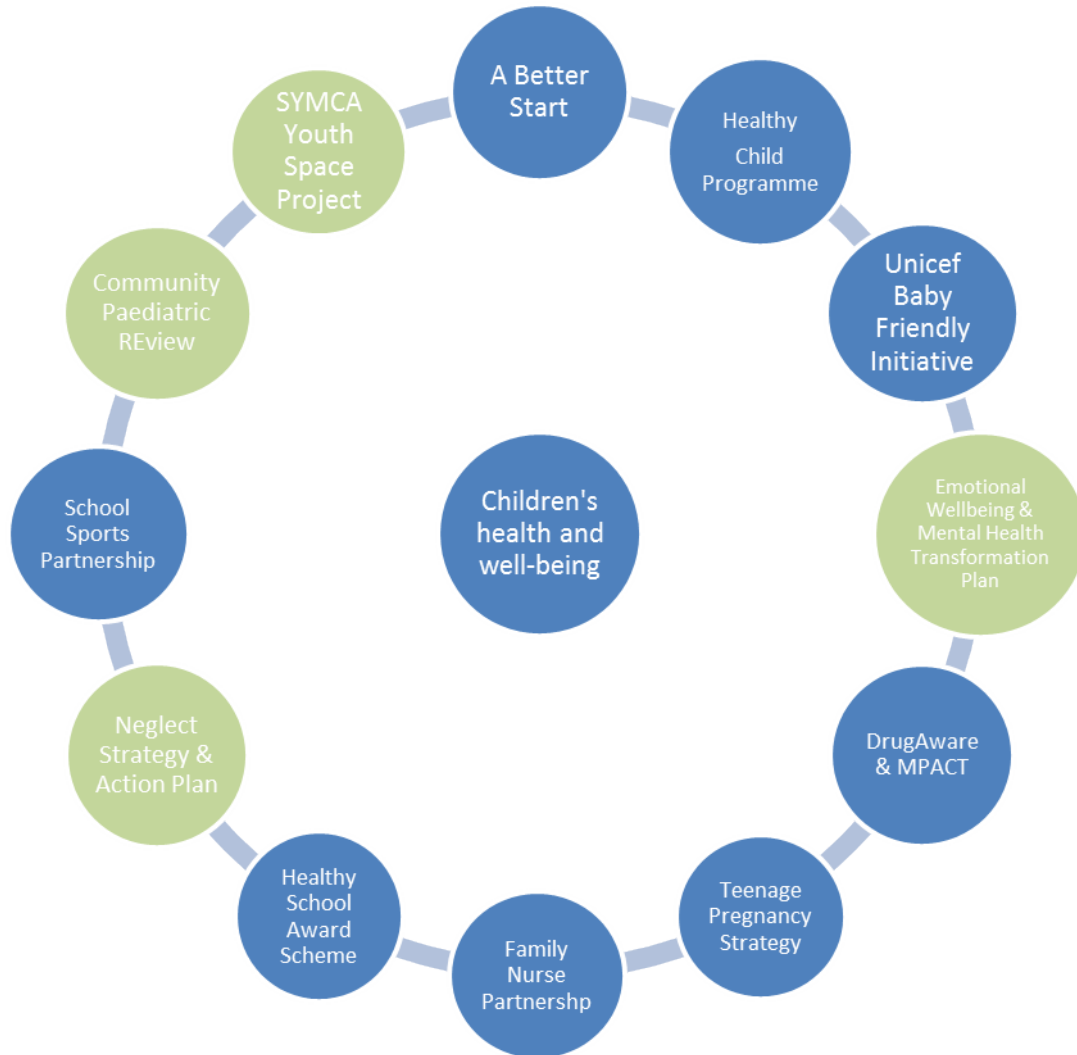 A Better
Start
Healthy
Child
Programme
Unicef
Baby
Friendly
Initiative
Emotional
Wellbeing &
Mental Health
Transformation
Plan
DrugAware
& MPACT
Teenage
Pregnancy
Strategy
Family
Nurse
Partnershp
Healthy
School
Award
Scheme
Neglect
Strategy &
Action Plan
School
Sports
Partnership
Community
Paediatric
REview
SYMCA
Youth
Space
Project
Children's
health and
well-being